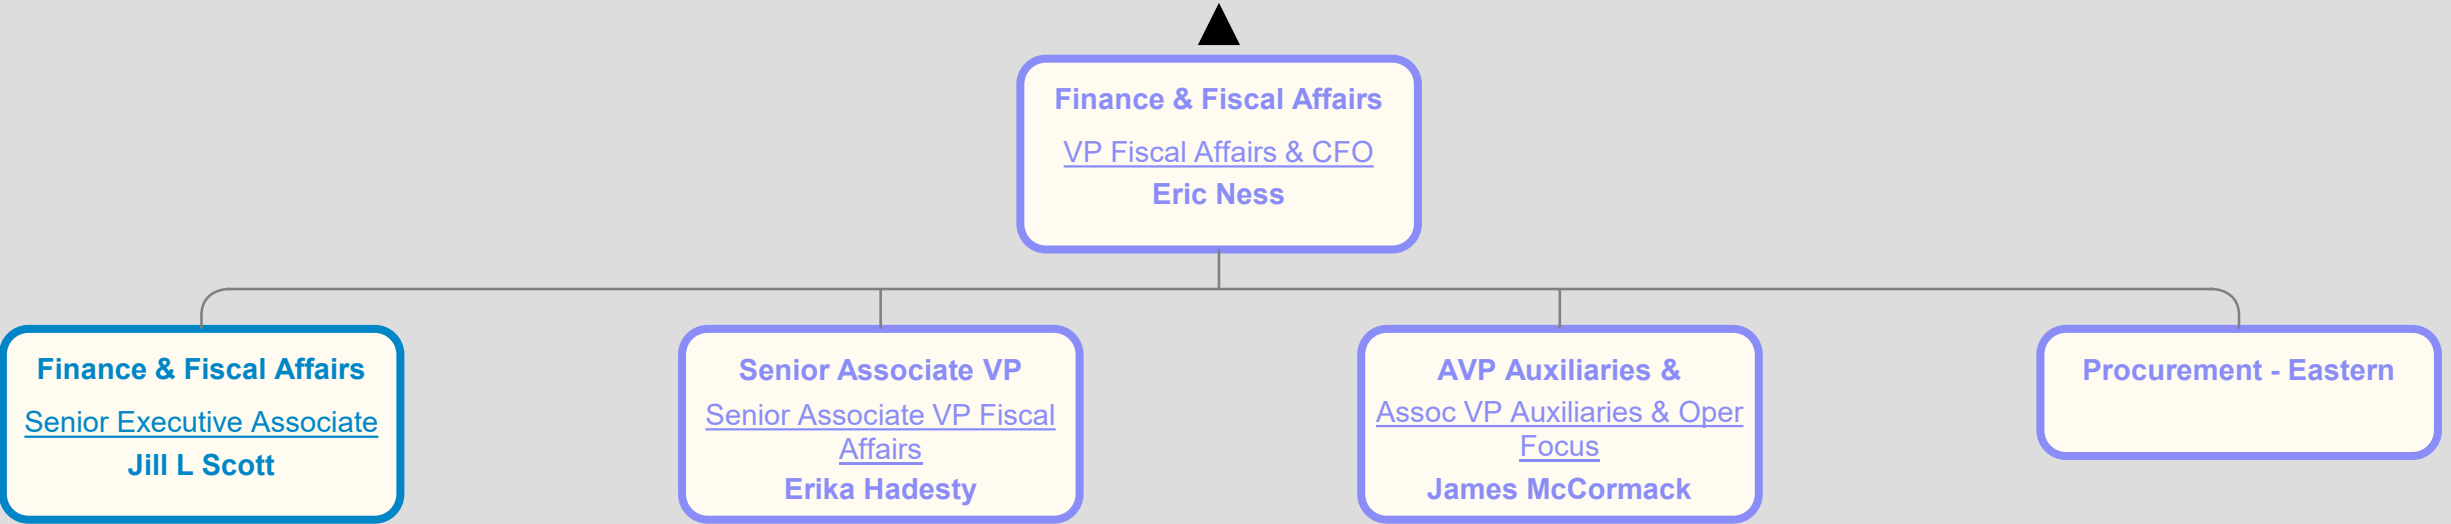 Finance & Fiscal Affairs
VP Fiscal Affairs & CFO
Eric Ness
Finance & Fiscal Affairs
Senior Executive Associate
Jill L Scott
Senior Associate VP
Senior Associate VP Fiscal
Affairs
Erika Hadesty
AVP Auxiliaries &
Assoc VP Auxiliaries & Oper
Focus
James McCormack
Procurement - Eastern